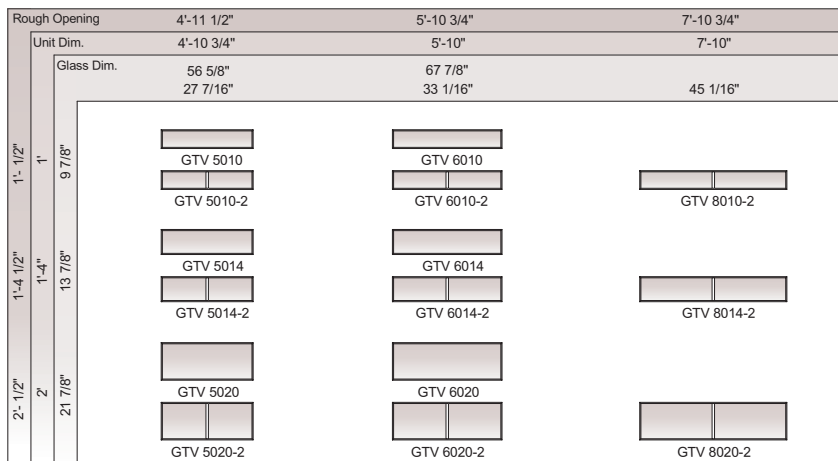 Rough Opening 4'-11 1/2" 5'-10 3/4" 7'-10 3/4"
Unit Dim. 4'-10 3/4" 5'-10" 7'-10"
Glass Dim. 56 5/8" 67 7/8"
27 7/16" 33 1/16" 45 1/16"
1'- 1/2" 1' 9 7/8"
GTV 5010 GTV 6010
GTV 5010-2 GTV 6010-2 GTV 8010-2
1'-4 1/2" 1'-4" 13 7/8"
GTV 5014 GTV 6014
GTV 5014-2 GTV 6014-2 GTV 8014-2
2'- 1/2" 2' 21 7/8"
GTV 5020 GTV 6020
GTV 5020-2 GTV 6020-2 GTV 8020-2